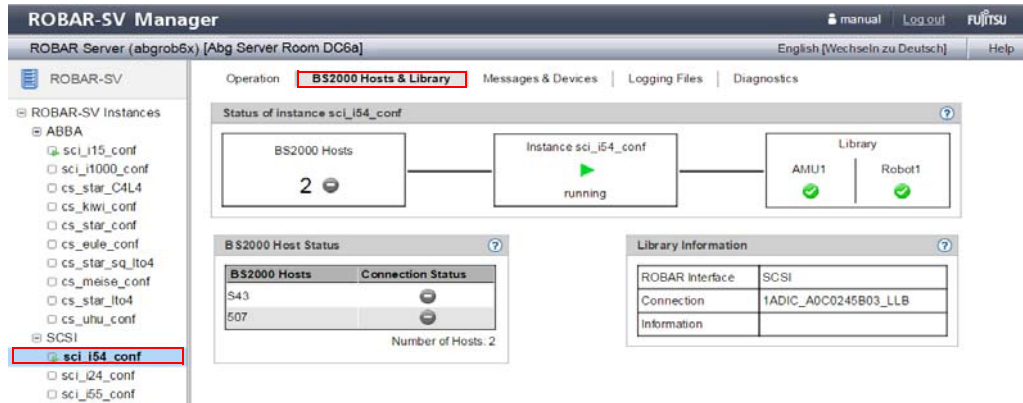 ROBAR-SV Manager
manual Log out FUJITSU
ROBAR Server (abgrob6x) [Abg Server Room DC6a]
English [Wechseln zu Deutsch] Help
ROBAR-SV
Operation BS2000 Hosts & Library Messages & Devices Logging Files Diagnostics
ROBAR-SV Instances
ABBA
sci_i15_conf
sci_i1000_conf
cs_star_C4L4
cs_kiwi_conf
cs_star_conf
cs_eule_conf
cs_star_sq_lto4
cs_meise_conf
cs_star_lto4
cs_uhu_conf
SCSI
sci_i54_conf
sci_i24_conf
sci_i55_conf
Status of instance sci_i54_conf
BS2000 Hosts
2
Instance sci_i54_conf
running
Library
AMU1 Robot1
BS2000 Host Status
BS2000 Hosts Connection Status
S43
507
Number of Hosts: 2
Library Information
ROBAR Interface SCSI
Connection 1ADIC_A0C0245B03_LLB
Information